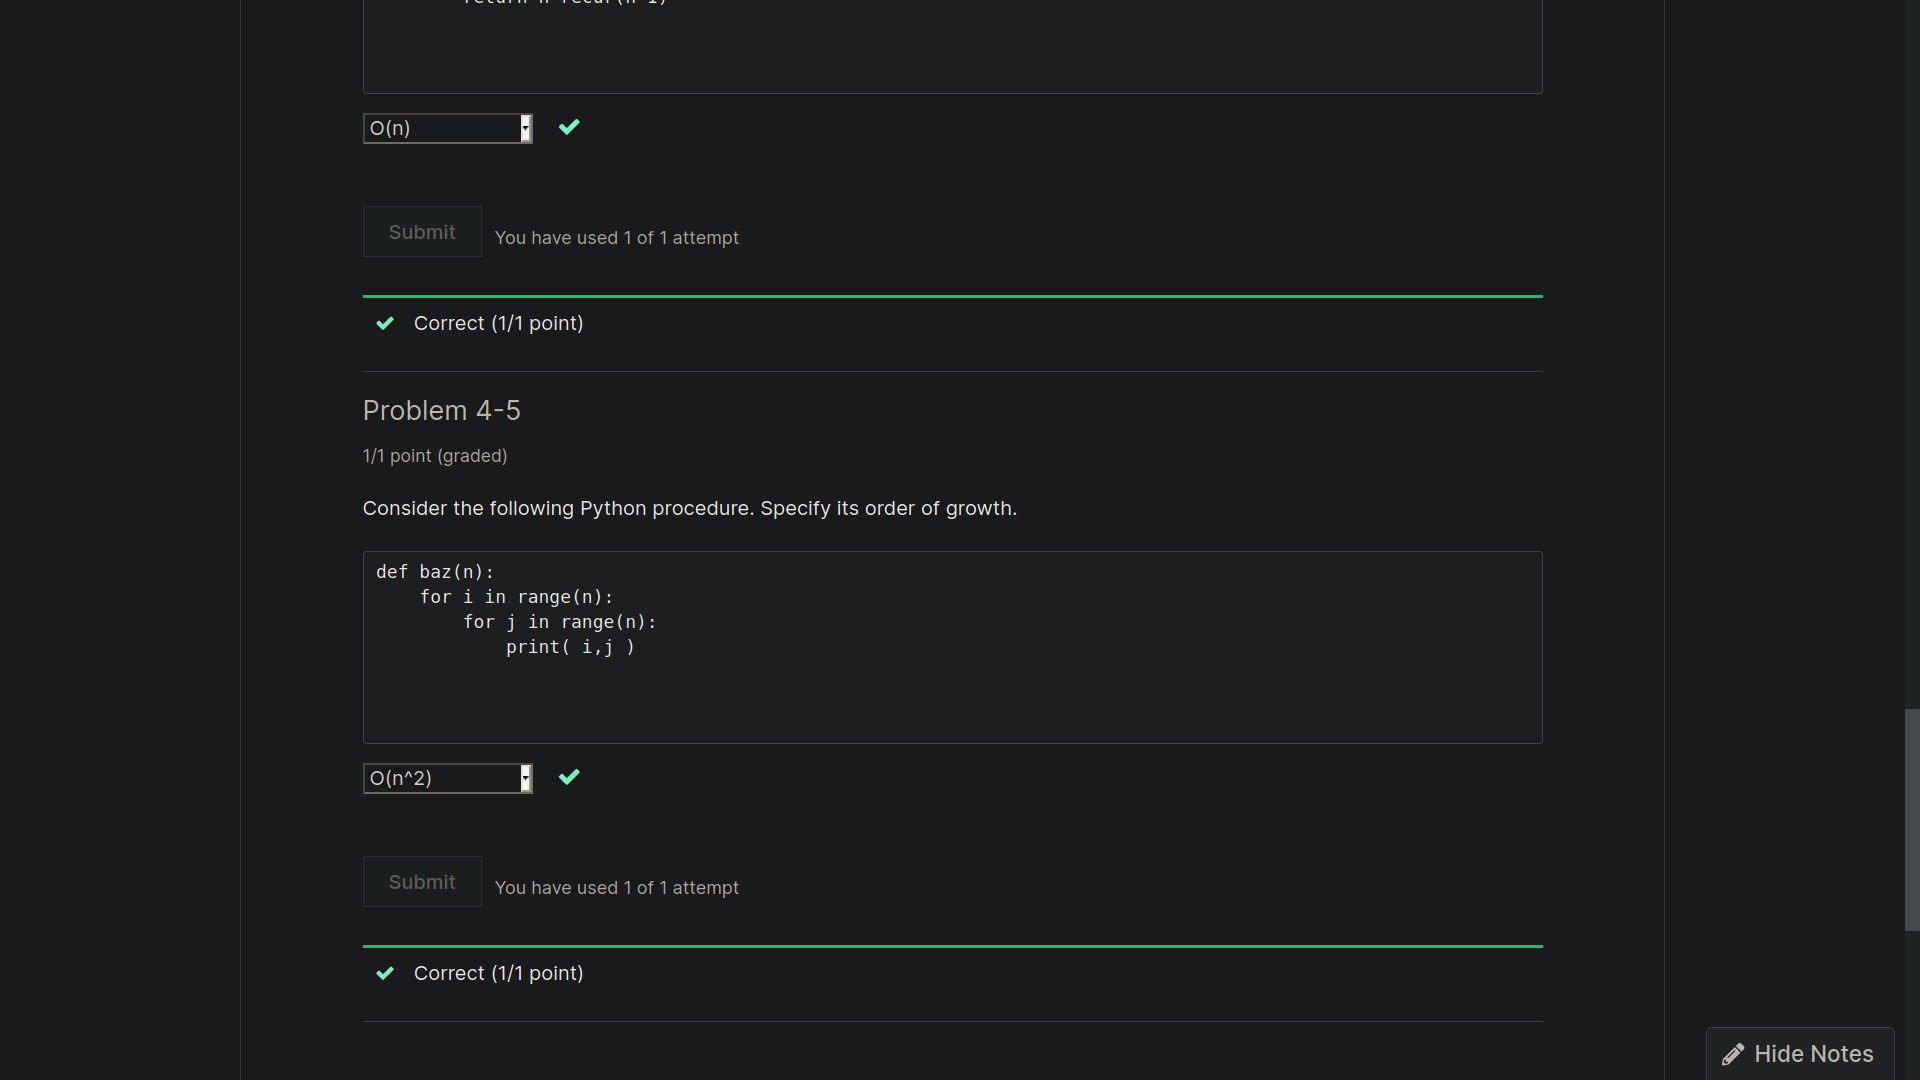 O(n)
Submit
You have used 1 of 1 attempt
Correct (1/1 point)
Problem 4-5
1/1 point (graded)
Consider the following Python procedure. Specify its order of growth.
def baz(n):
    for i in range(n):
        for j in range(n):
            print( i,j )
O(n^2)
Submit
You have used 1 of 1 attempt
Correct (1/1 point)
Hide Notes